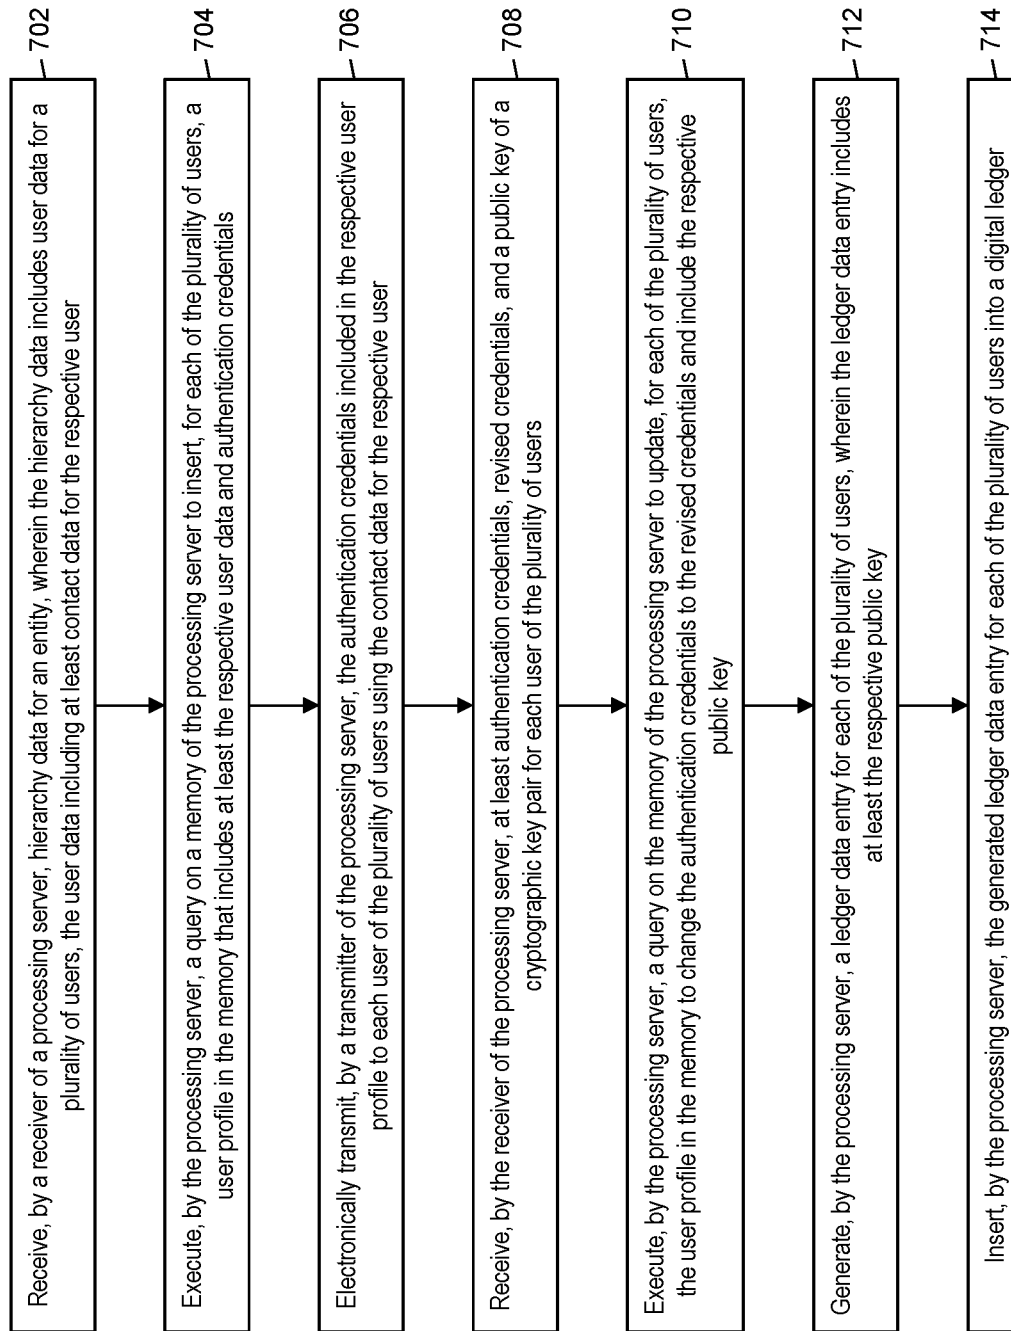 702
Receive, by a receiver of a processing server, hierarchy data for an entity, wherein the hierarchy data includes user data for a
plurality of users, the user data including at least contact data for the respective user
704
Execute, by the processing server, a query on a memory of the processing server to insert, for each of the plurality of users, a
user profile in the memory that includes at least the respective user data and authentication credentials
706
Electronically transmit, by a transmitter of the processing server, the authentication credentials included in the respective user
profile to each user of the plurality of users using the contact data for the respective user
708
Receive, by the receiver of the processing server, at least authentication credentials, revised credentials, and a public key of a
cryptographic key pair for each user of the plurality of users
710
Execute, by the processing server, a query on the memory of the processing server to update, for each of the plurality of users,
the user profile in the memory to change the authentication credentials to the revised credentials and include the respective
public key
712
Generate, by the processing server, a ledger data entry for each of the plurality of users, wherein the ledger data entry includes
at least the respective public key
714
Insert, by the processing server, the generated ledger data entry for each of the plurality of users into a digital ledger